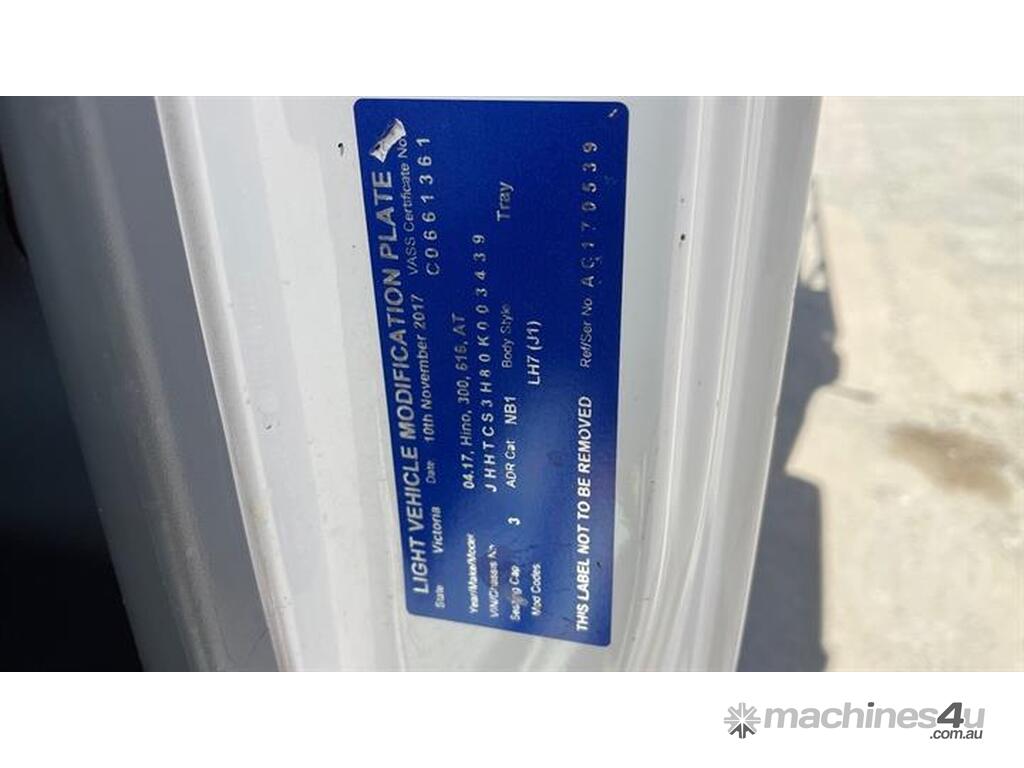 LIGHT VEHICLE MODIFICATION PLATE
State Victoria Date 10th November 2017 VASS Certificate No.
C0661361
Year/Make/Model 04.17, Hino, 300, 616, AT
VIN/Chassis No JHHTCS3H80K003439
Seating Cap 3 ADR Cat NB1 Body Style Tray
Mod Codes LH7 (J1)
THIS LABEL NOT TO BE REMOVED Ref/Ser No AC170539
machines4u
.com.au